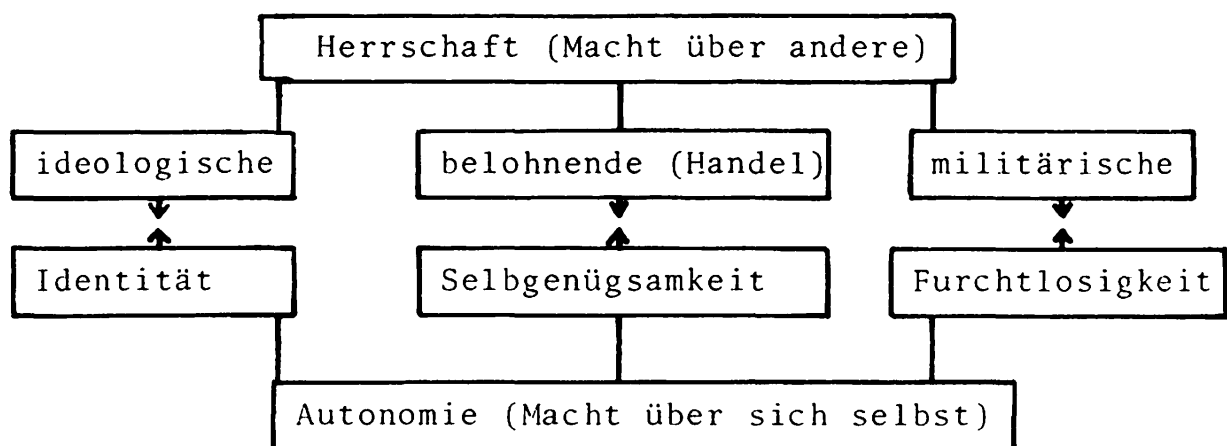 Herrschaft (Macht über andere)
ideologische
belohnende (Handel)
militärische
Identität
Selbgenügsamkeit
Furchtlosigkeit
Autonomie (Macht über sich selbst)